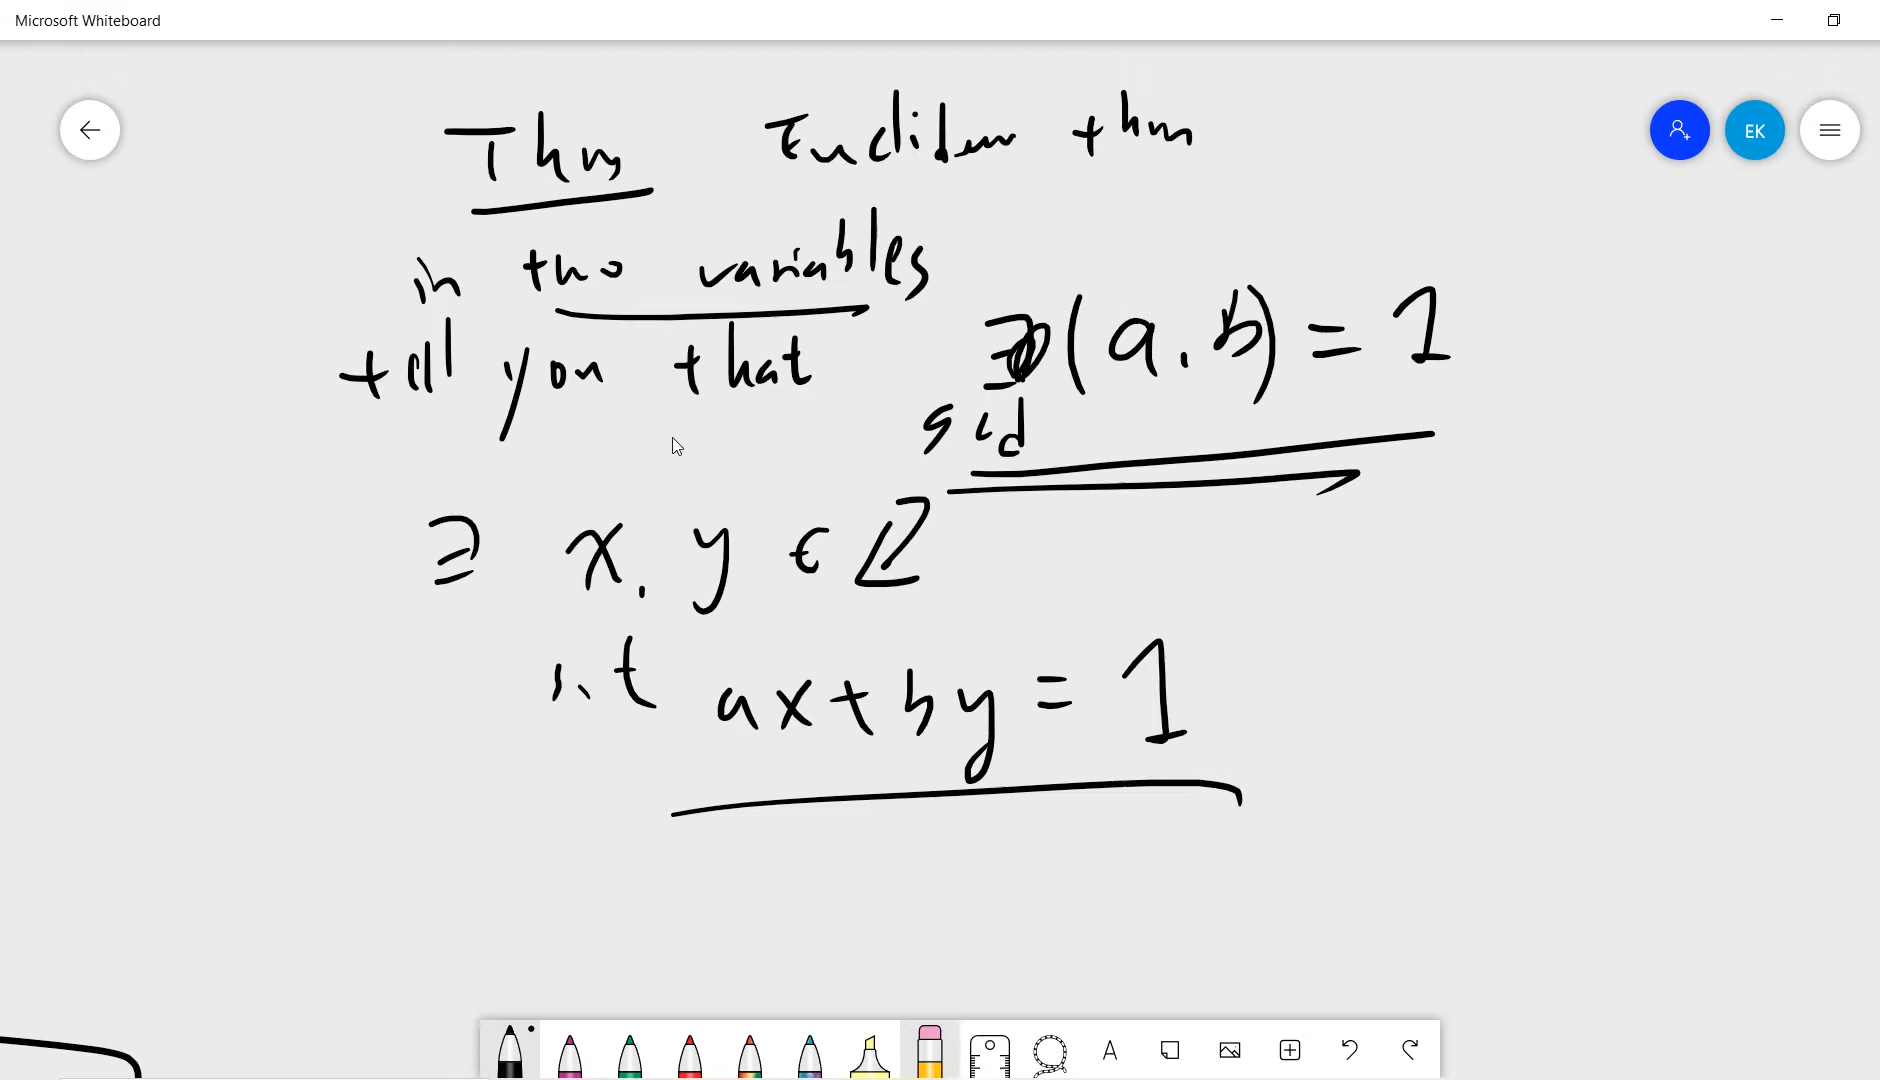 Microsoft Whiteboard
EK
Thm Euclidean thm
in two variables
tell you that
(a, b) = 1
gcd
∃ x, y ∈ ℤ
s.t ax + by = 1
A